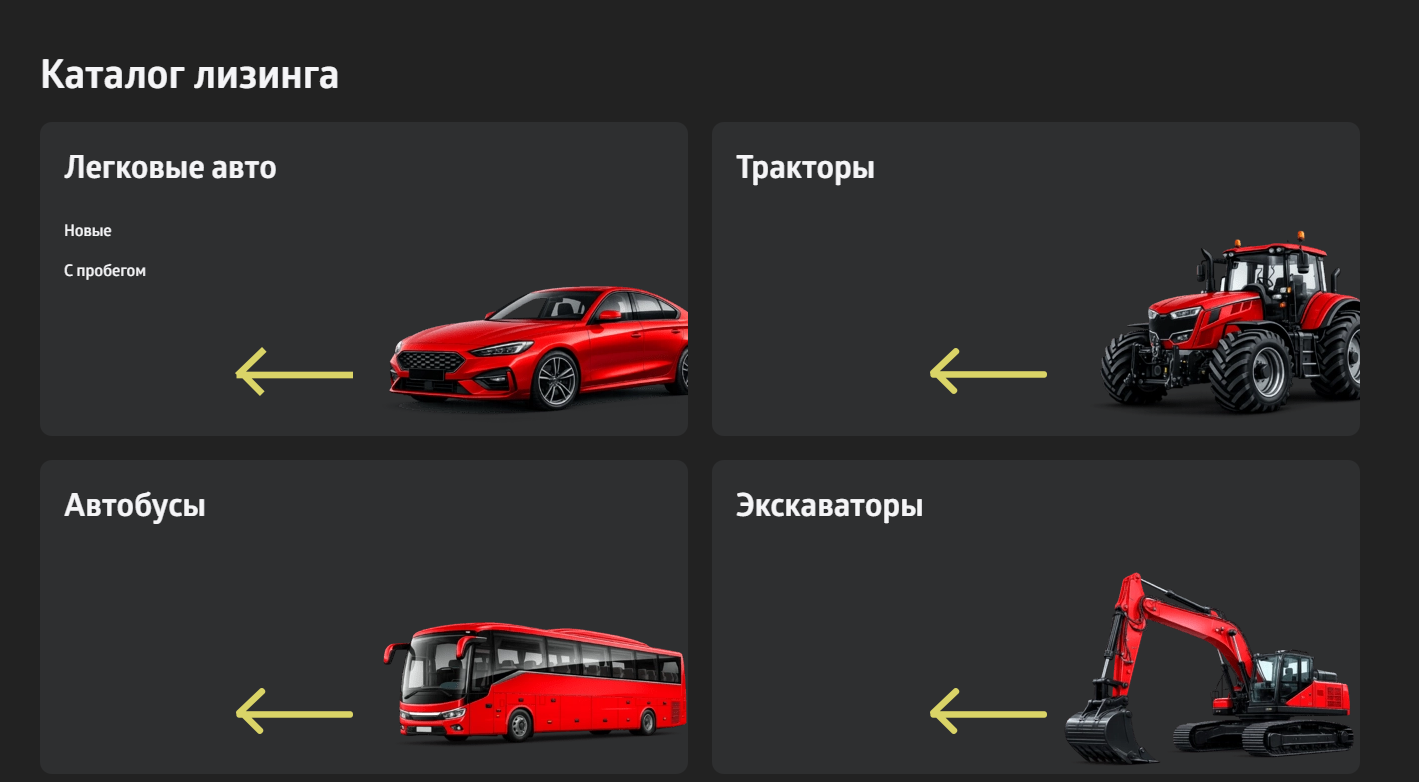 Каталог лизинга
Легковые авто
Новые
С пробегом
Тракторы
Автобусы
Экскаваторы